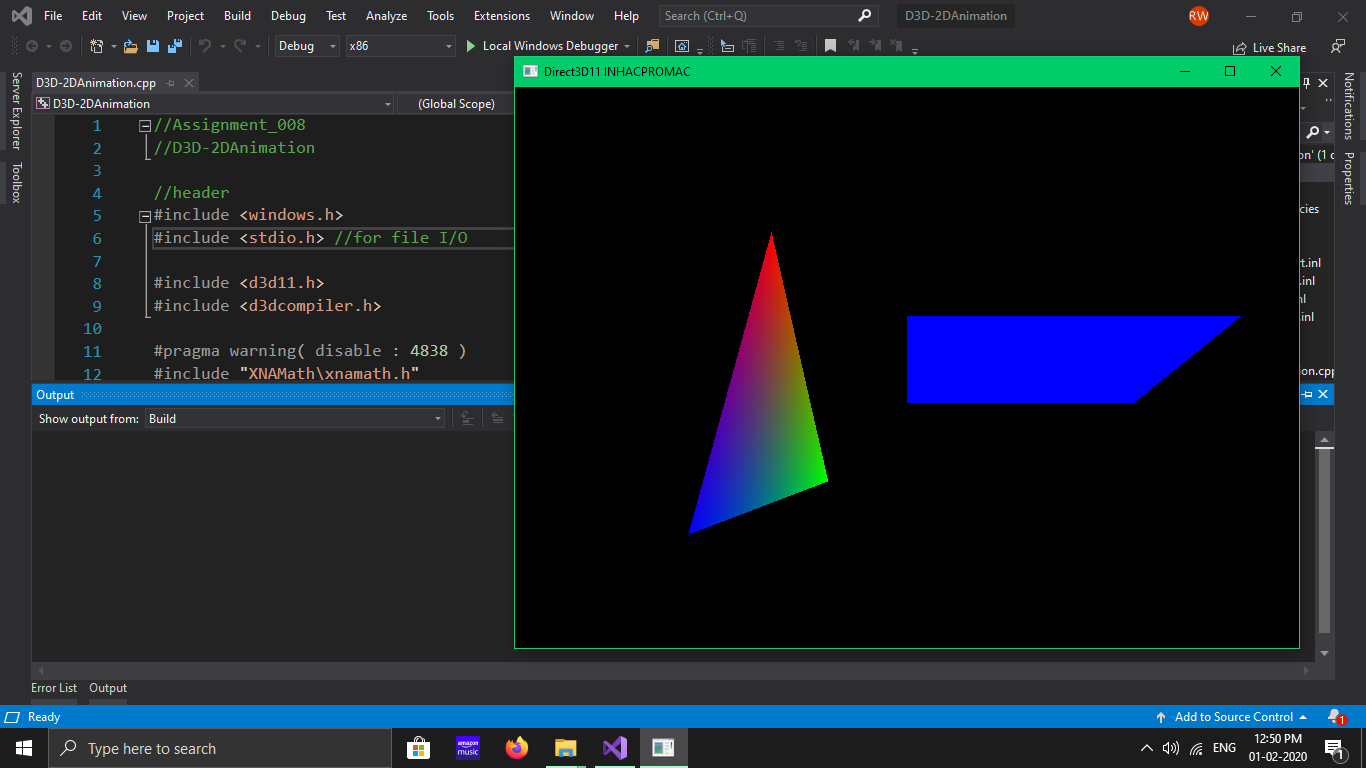 File Edit View Project Build Debug Test Analyze Tools Extensions Window Help Search (Ctrl+Q) D3D-2DAnimation RW
Debug x86 Local Windows Debugger Live Share
Direct3D11 INHACPROMAC
Server Explorer
Toolbox
Notifications
Properties
D3D-2DAnimation.cpp
D3D-2DAnimation (Global Scope)
1 //Assignment_008
2 //D3D-2DAnimation
3
4 //header
5 #include <windows.h>
6 #include <stdio.h> //for file I/O
7
8 #include <d3d11.h>
9 #include <d3dcompiler.h>
10
11 #pragma warning( disable : 4838 )
12 #include "XNAMath\xnamath.h"
on' (1 c
cies
ft.inl
.inl
nl
.inl
on.cpp
Output
Show output from: Build
Error List Output
Ready Add to Source Control 1
Type here to search amazon music ENG 12:50 PM
01-02-2020 1